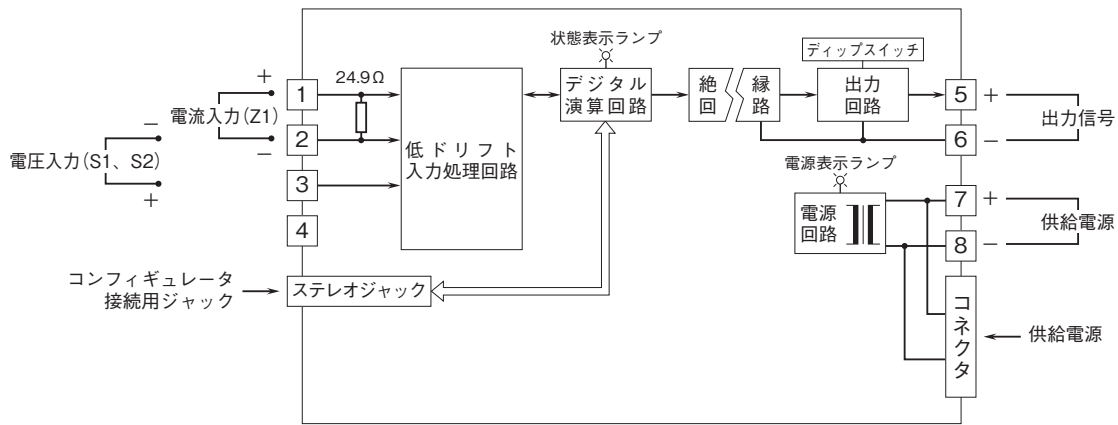 状態表示ランプ
ディップスイッチ
+
1
24.9Ω
電流入力(Z1)
−
2
低ドリフト
入力処理回路
デジタル
演算回路
絶 縁
回 路
出力
回路
5
+
出力信号
6
−
−
電圧入力(S1、S2)
+
3
4
電源表示ランプ
電源
回路
7
+
供給電源
8
−
コンフィギュレータ
接続用ジャック
ステレオジャック
コネクタ
供給電源